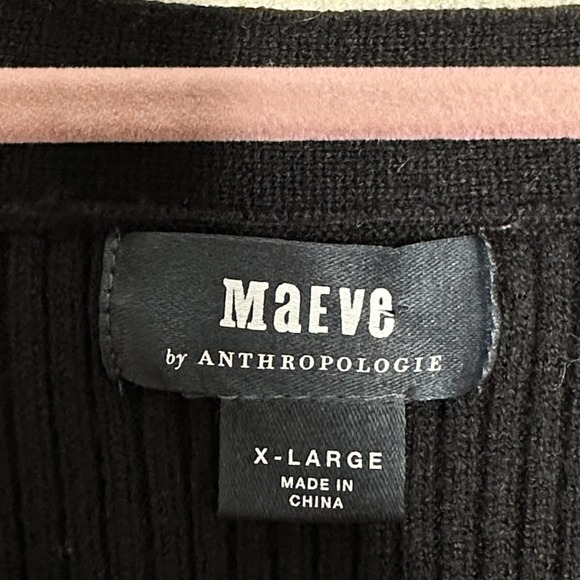 MaEve
by ANTHROPOLOGIE
X-LARGE
MADE IN
CHINA